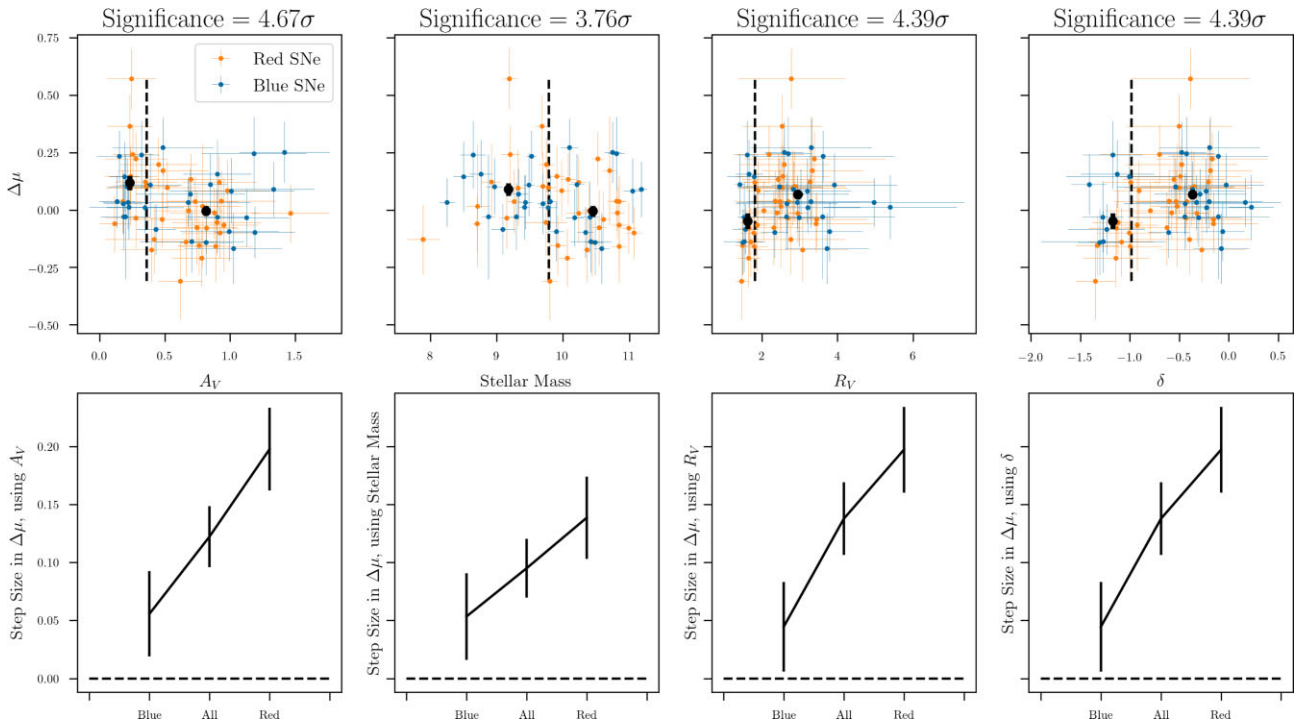 Significance = 4.67σ
Significance = 3.76σ
Significance = 4.39σ
Significance = 4.39σ
Red SNe
Blue SNe
Δμ
0.75
0.50
0.25
0.00
−0.25
−0.50
0.0 0.5 1.0 1.5
8 9 10 11
2 4 6
−2.0 −1.5 −1.0 −0.5 0.0 0.5
A_V
Stellar Mass
R_V
δ
Step Size in Δμ, using A_V
0.20
0.15
0.10
0.05
0.00
Step Size in Δμ, using Stellar Mass
Step Size in Δμ, using R_V
Step Size in Δμ, using δ
Blue All Red
Blue All Red
Blue All Red
Blue All Red